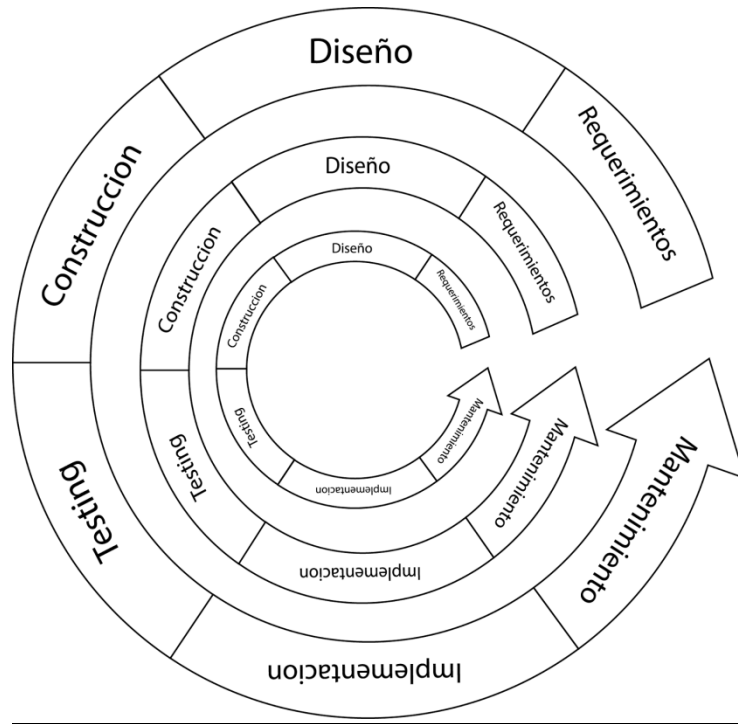 Requerimientos
Diseño
Construccion
Testing
Implementacion
Mantenimiento
Requerimientos
Diseño
Construccion
Testing
Implementacion
Mantenimiento
Requerimientos
Diseño
Construccion
Testing
Implementacion
Mantenimiento